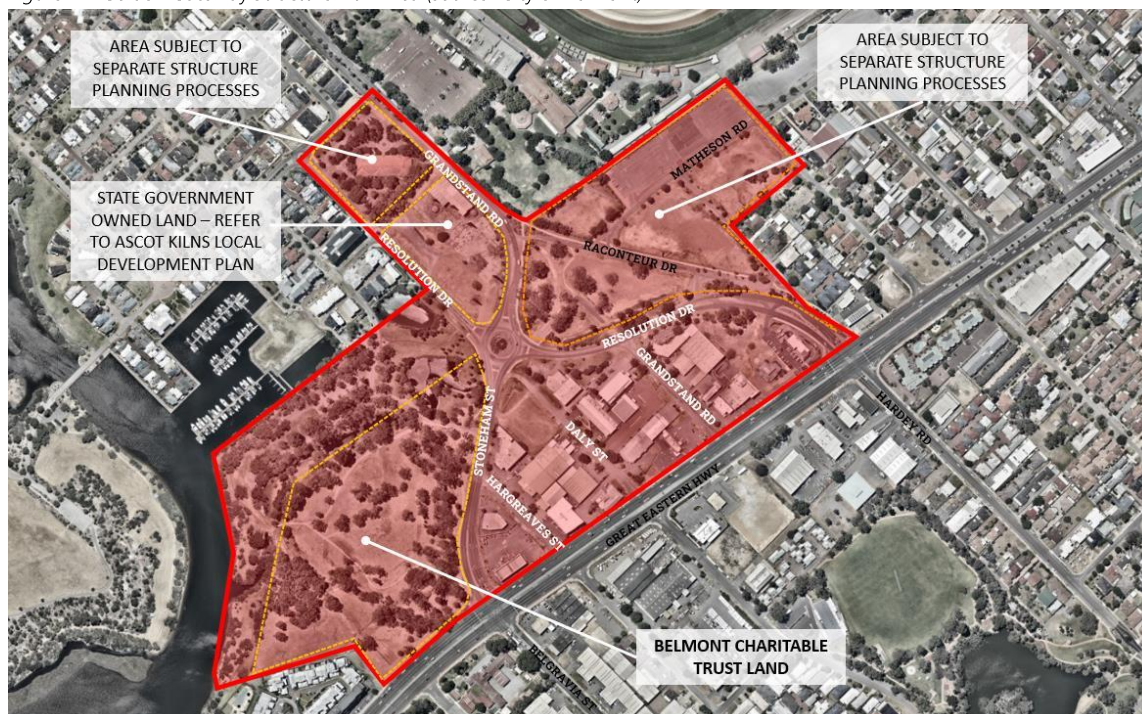 AREA SUBJECT TO
SEPARATE STRUCTURE
PLANNING PROCESSES
AREA SUBJECT TO
SEPARATE STRUCTURE
PLANNING PROCESSES
STATE GOVERNMENT
OWNED LAND – REFER
TO ASCOT KILNS LOCAL
DEVELOPMENT PLAN
GRANDSTAND RD
MATHESON RD
RACONTEUR DR
RESOLUTION DR
RESOLUTION DR
GRANDSTAND RD
STONEHAM ST
DALY ST
HARGREAVES ST
GREAT EASTERN HWY
HARDEY RD
BELGRAVIA ST
BELMONT CHARITABLE
TRUST LAND